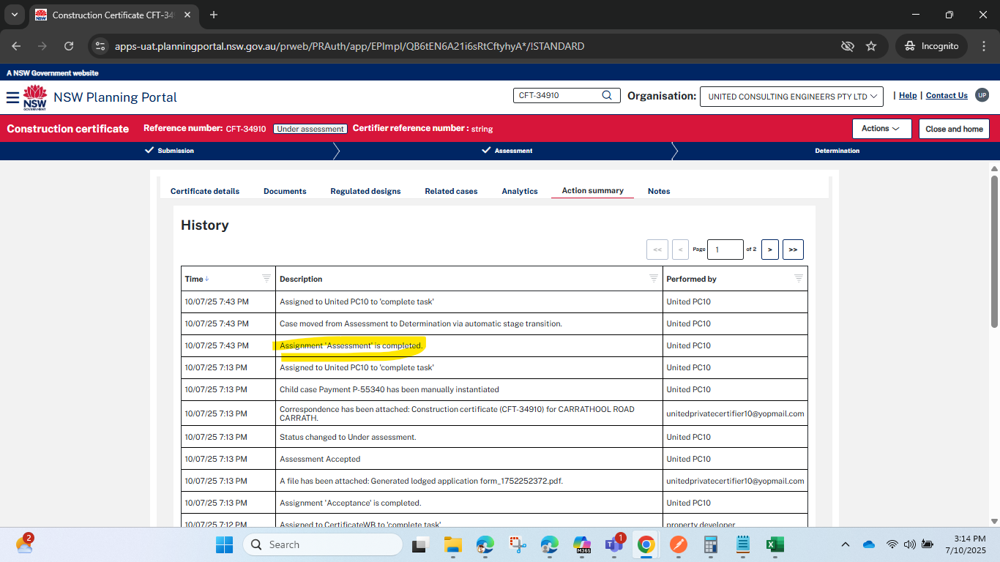 Construction Certificate CFT-34
apps-uat.planningportal.nsw.gov.au/prweb/PRAuth/app/EPImpl/QB6tEN6A21i6sRtCftyhyA*/!STANDARD
Incognito
A NSW Government website
NSW
GOVERNMENT
NSW Planning Portal
CFT-34910
Organisation:
UNITED CONSULTING ENGINEERS PTY LTD
| Help | Contact Us
UP
Construction certificate
Reference number: CFT-34910
Under assessment
Certifier reference number : string
Actions
Close and home
Submission
Assessment
Determination
Certificate details
Documents
Regulated designs
Related cases
Analytics
Action summary
Notes
History
<< < Page 1 of 2 > >>
Time Description Performed by
10/07/25 7:43 PM Assigned to United PC10 to 'complete task' United PC10
10/07/25 7:43 PM Case moved from Assessment to Determination via automatic stage transition. United PC10
10/07/25 7:43 PM Assignment 'Assessment' is completed. United PC10
10/07/25 7:13 PM Assigned to United PC10 to 'complete task' United PC10
10/07/25 7:13 PM Child case Payment P-55340 has been manually instantiated United PC10
10/07/25 7:13 PM Correspondence has been attached: Construction certificate (CFT-34910) for CARRATHOOL ROAD
CARRATH. unitedprivatecertifier10@yopmail.com
10/07/25 7:13 PM Status changed to Under assessment. United PC10
10/07/25 7:13 PM Assessment Accepted United PC10
10/07/25 7:13 PM A file has been attached: Generated lodged application form_1752252372.pdf. unitedprivatecertifier10@yopmail.com
10/07/25 7:13 PM Assignment 'Acceptance' is completed. United PC10
10/07/25 7:12 PM Assigned to CertificateWB to 'complete task' property developer
2
Search
M365
1
3:14 PM
7/10/2025